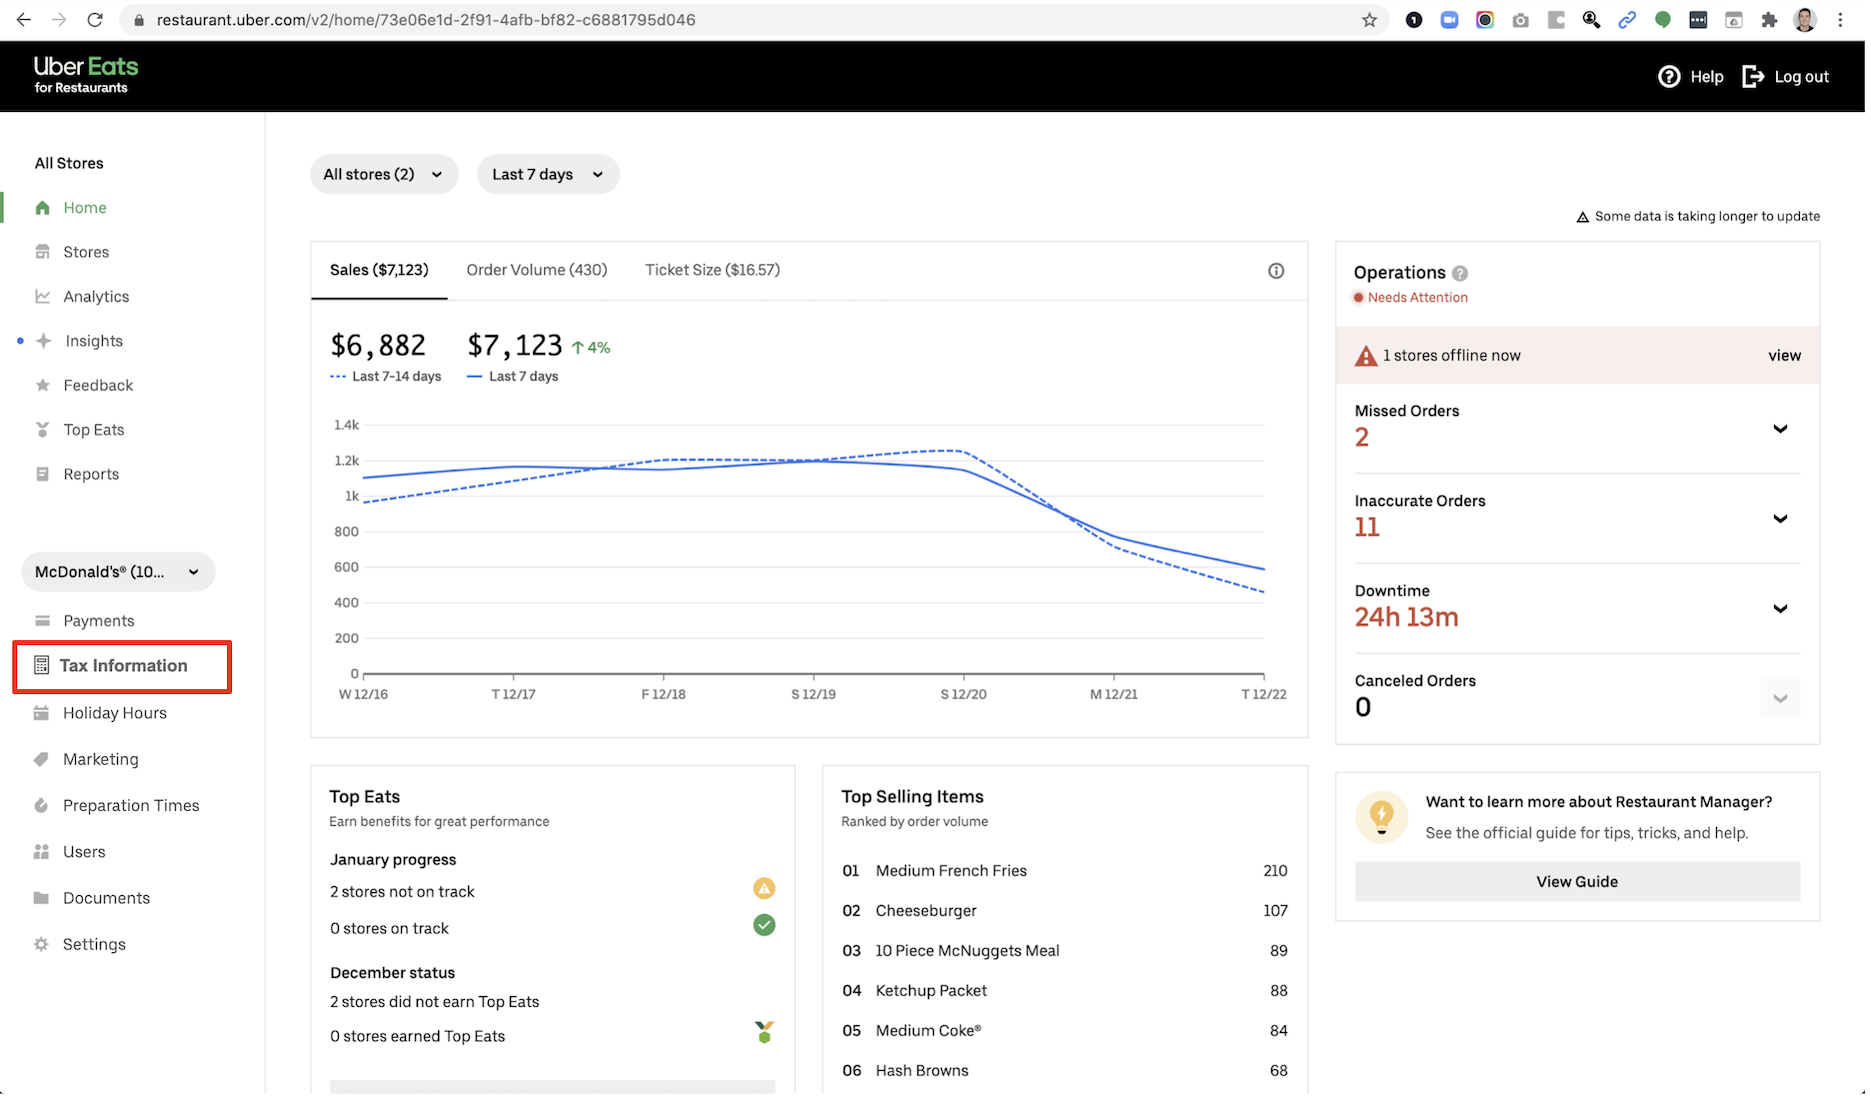 restaurant.uber.com/v2/home/73e06e1d-2f91-4afb-bf82-c6881795d046
Uber Eats
for Restaurants
Help
Log out
All Stores
Home
Stores
Analytics
Insights
Feedback
Top Eats
Reports
McDonald's® (10...
Payments
Tax Information
Holiday Hours
Marketing
Preparation Times
Users
Documents
Settings
All stores (2)
Last 7 days
Some data is taking longer to update
Sales ($7,123)
Order Volume (430)
Ticket Size ($16.57)
$6,882
$7,123
4%
Last 7-14 days
Last 7 days
1.4k
1.2k
1k
800
600
400
200
0
W 12/16
T 12/17
F 12/18
S 12/19
S 12/20
M 12/21
T 12/22
Operations
Needs Attention
1 stores offline now
view
Missed Orders
2
Inaccurate Orders
11
Downtime
24h 13m
Canceled Orders
0
Top Eats
Earn benefits for great performance
January progress
2 stores not on track
0 stores on track
December status
2 stores did not earn Top Eats
0 stores earned Top Eats
Top Selling Items
Ranked by order volume
01 Medium French Fries 210
02 Cheeseburger 107
03 10 Piece McNuggets Meal 89
04 Ketchup Packet 88
05 Medium Coke® 84
06 Hash Browns 68
Want to learn more about Restaurant Manager?
See the official guide for tips, tricks, and help.
View Guide